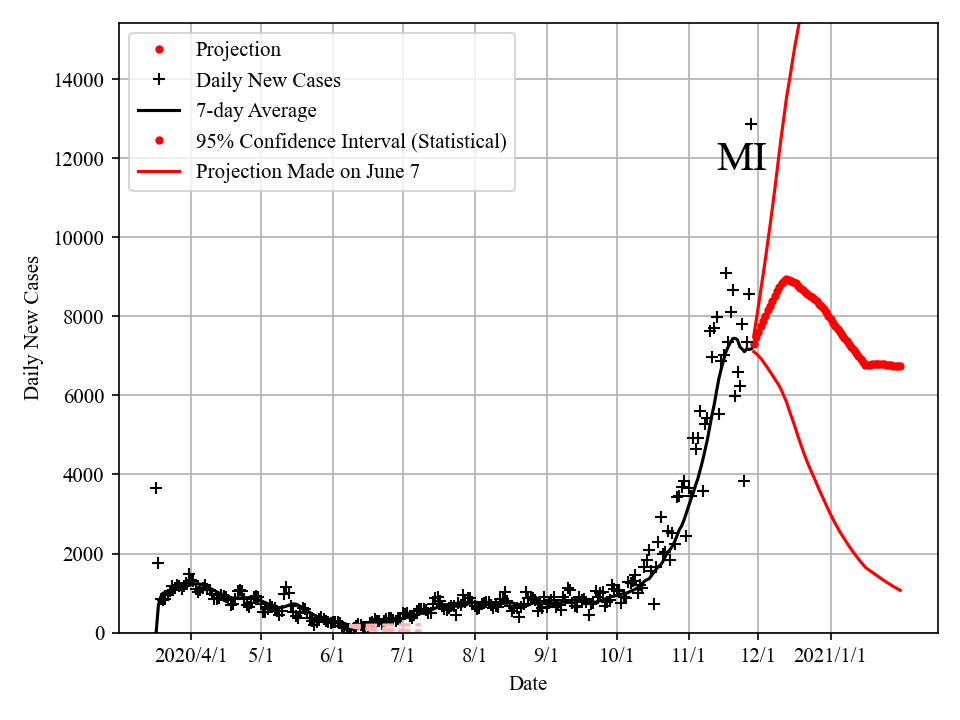 Projection
Daily New Cases
7-day Average
95% Confidence Interval (Statistical)
Projection Made on June 7
MI
14000
12000
10000
8000
6000
4000
2000
0
Daily New Cases
2020/4/1 5/1 6/1 7/1 8/1 9/1 10/1 11/1 12/1 2021/1/1
Date